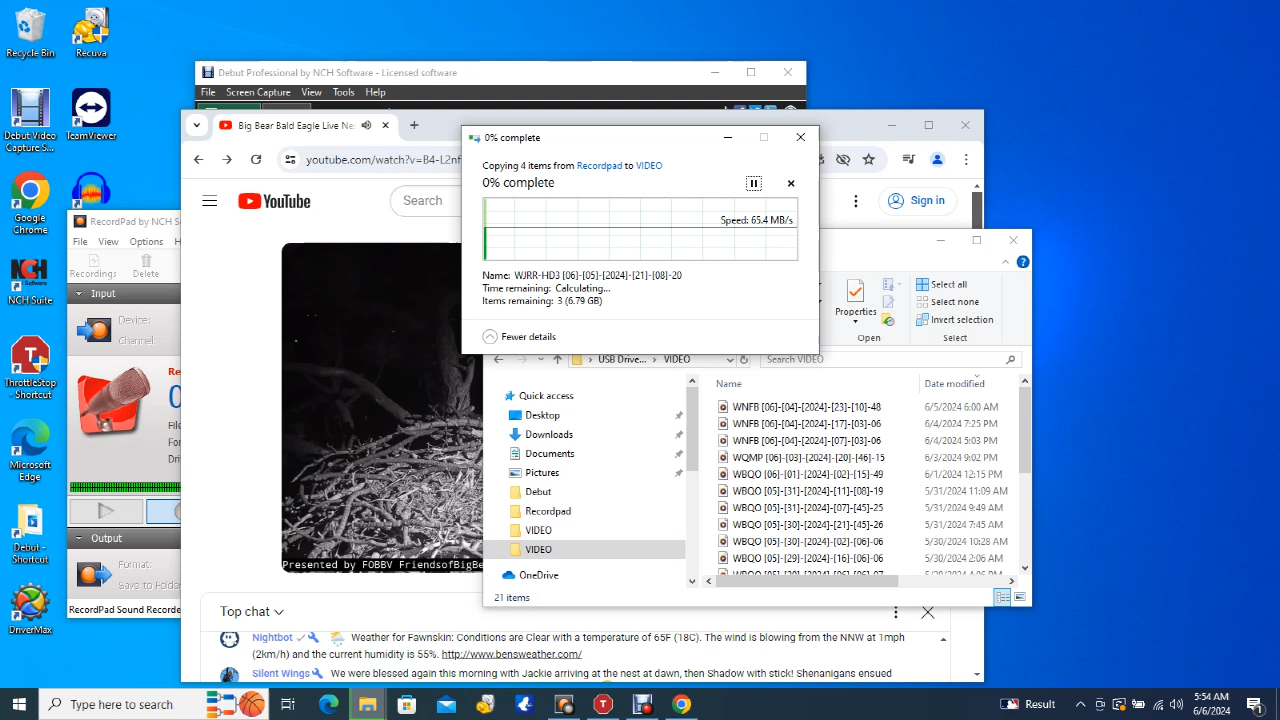 Recycle Bin
Recuva
Debut Video
Capture S...
TeamViewer
Google
Chrome
NCH Suite
ThrottleStop
- Shortcut
Microsoft
Edge
Debut -
Shortcut
DriverMax
Debut Professional by NCH Software - Licensed software
File Screen Capture View Tools Help
Big Bear Bald Eagle Live Ne
youtube.com/watch?v=B4-L2nf
YouTube
Search
Sign in
Presented by FOBBV FriendsofBigBe
Top chat
Nightbot Weather for Fawnskin: Conditions are Clear with a temperature of 65F (18C). The wind is blowing from the NNW at 1mph
(2km/h) and the current humidity is 55%. http://www.bensweather.com/
Silent Wings We were blessed again this morning with Jackie arriving at the nest at dawn, then Shadow with stick! Shenanigans ensued
RecordPad by NCH S
File View Options H
Recordings Delete
Input
Device:
Channel:
Re
0
File
For
Dri
Output
Format:
Save to Folder
RecordPad Sound Recorde
0% complete
Copying 4 items from Recordpad to VIDEO
0% complete
Speed: 65.4 MB/s
Name: WJRR-HD3 [06]-[05]-[2024]-[21]-[08]-20
Time remaining: Calculating...
Items remaining: 3 (6.79 GB)
Fewer details
Properties
Open
Select all
Select none
Invert selection
Select
USB Drive... VIDEO
Search VIDEO
Quick access
Desktop
Downloads
Documents
Pictures
Debut
Recordpad
VIDEO
VIDEO
OneDrive
Name Date modified
WNFB [06]-[04]-[2024]-[23]-[10]-48 6/5/2024 6:00 AM
WNFB [06]-[04]-[2024]-[17]-[03]-06 6/4/2024 7:25 PM
WNFB [06]-[04]-[2024]-[07]-[03]-06 6/4/2024 5:03 PM
WQMP [06]-[03]-[2024]-[20]-[46]-15 6/3/2024 9:02 PM
WBQO [06]-[01]-[2024]-[02]-[15]-49 6/1/2024 12:15 PM
WBQO [05]-[31]-[2024]-[11]-[08]-19 5/31/2024 11:09 AM
WBQO [05]-[31]-[2024]-[07]-[45]-25 5/31/2024 9:49 AM
WBQO [05]-[30]-[2024]-[21]-[45]-26 5/31/2024 7:45 AM
WBQO [05]-[30]-[2024]-[02]-[06]-06 5/30/2024 10:28 AM
WBQO [05]-[29]-[2024]-[16]-[06]-06 5/30/2024 2:06 AM
21 items
Type here to search
Result
5:54 AM
6/6/2024